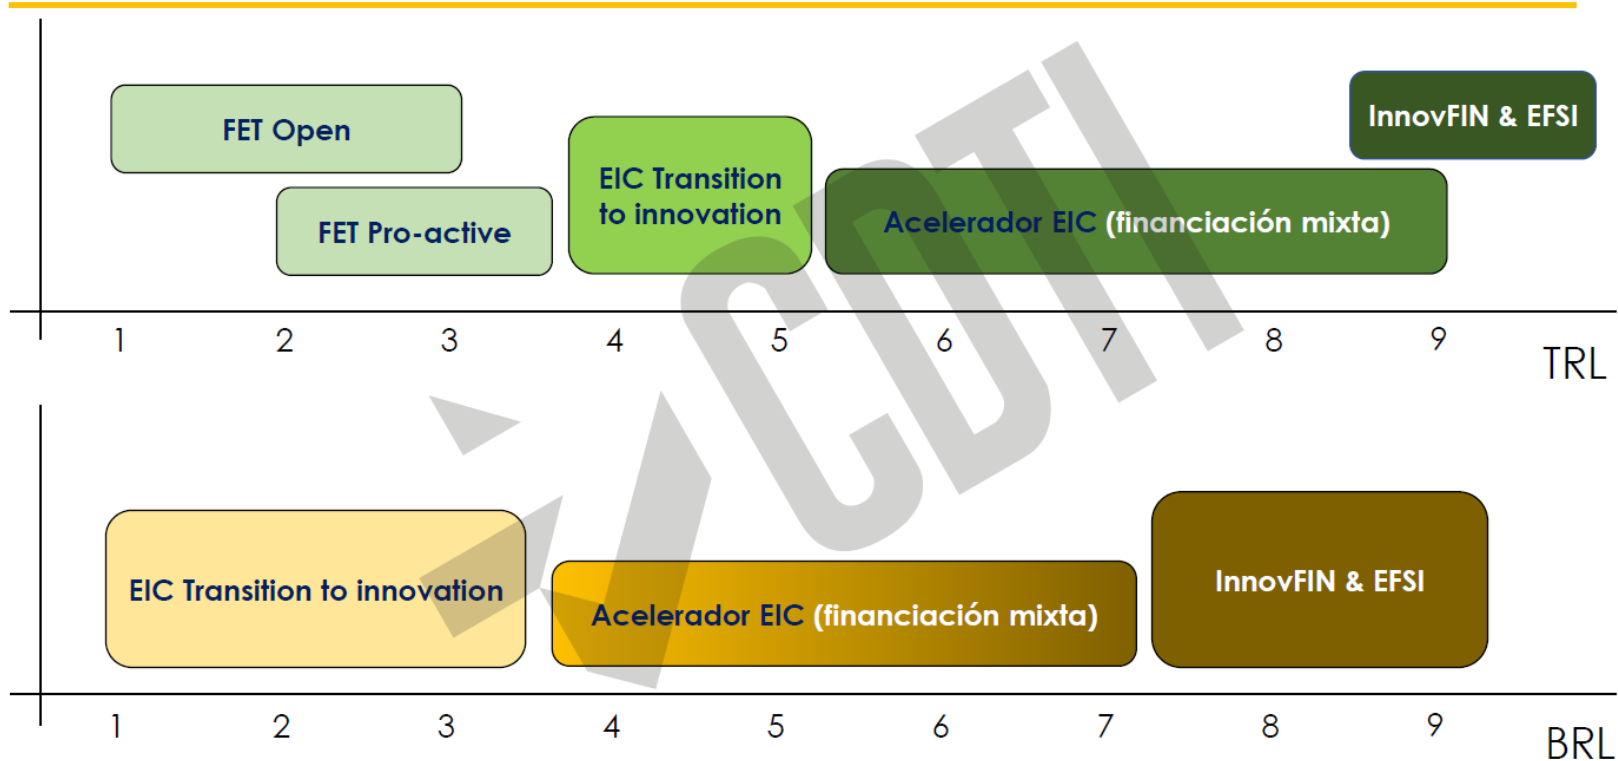 FET Open
InnovFIN & EFSI
EIC Transition
to innovation
FET Pro-active
Acelerador EIC (financiación mixta)
1 2 3 4 5 6 7 8 9
TRL
CDTI
EIC Transition to innovation
Acelerador EIC (financiación mixta)
InnovFIN & EFSI
1 2 3 4 5 6 7 8 9
BRL